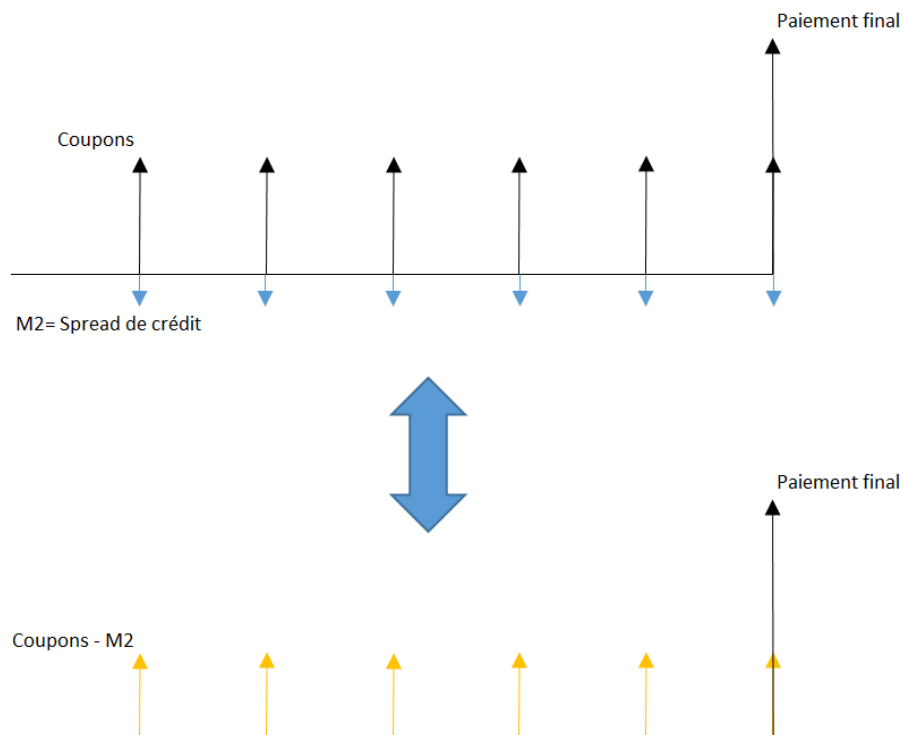 Paiement final
Coupons
M2= Spread de crédit
Paiement final
Coupons - M2